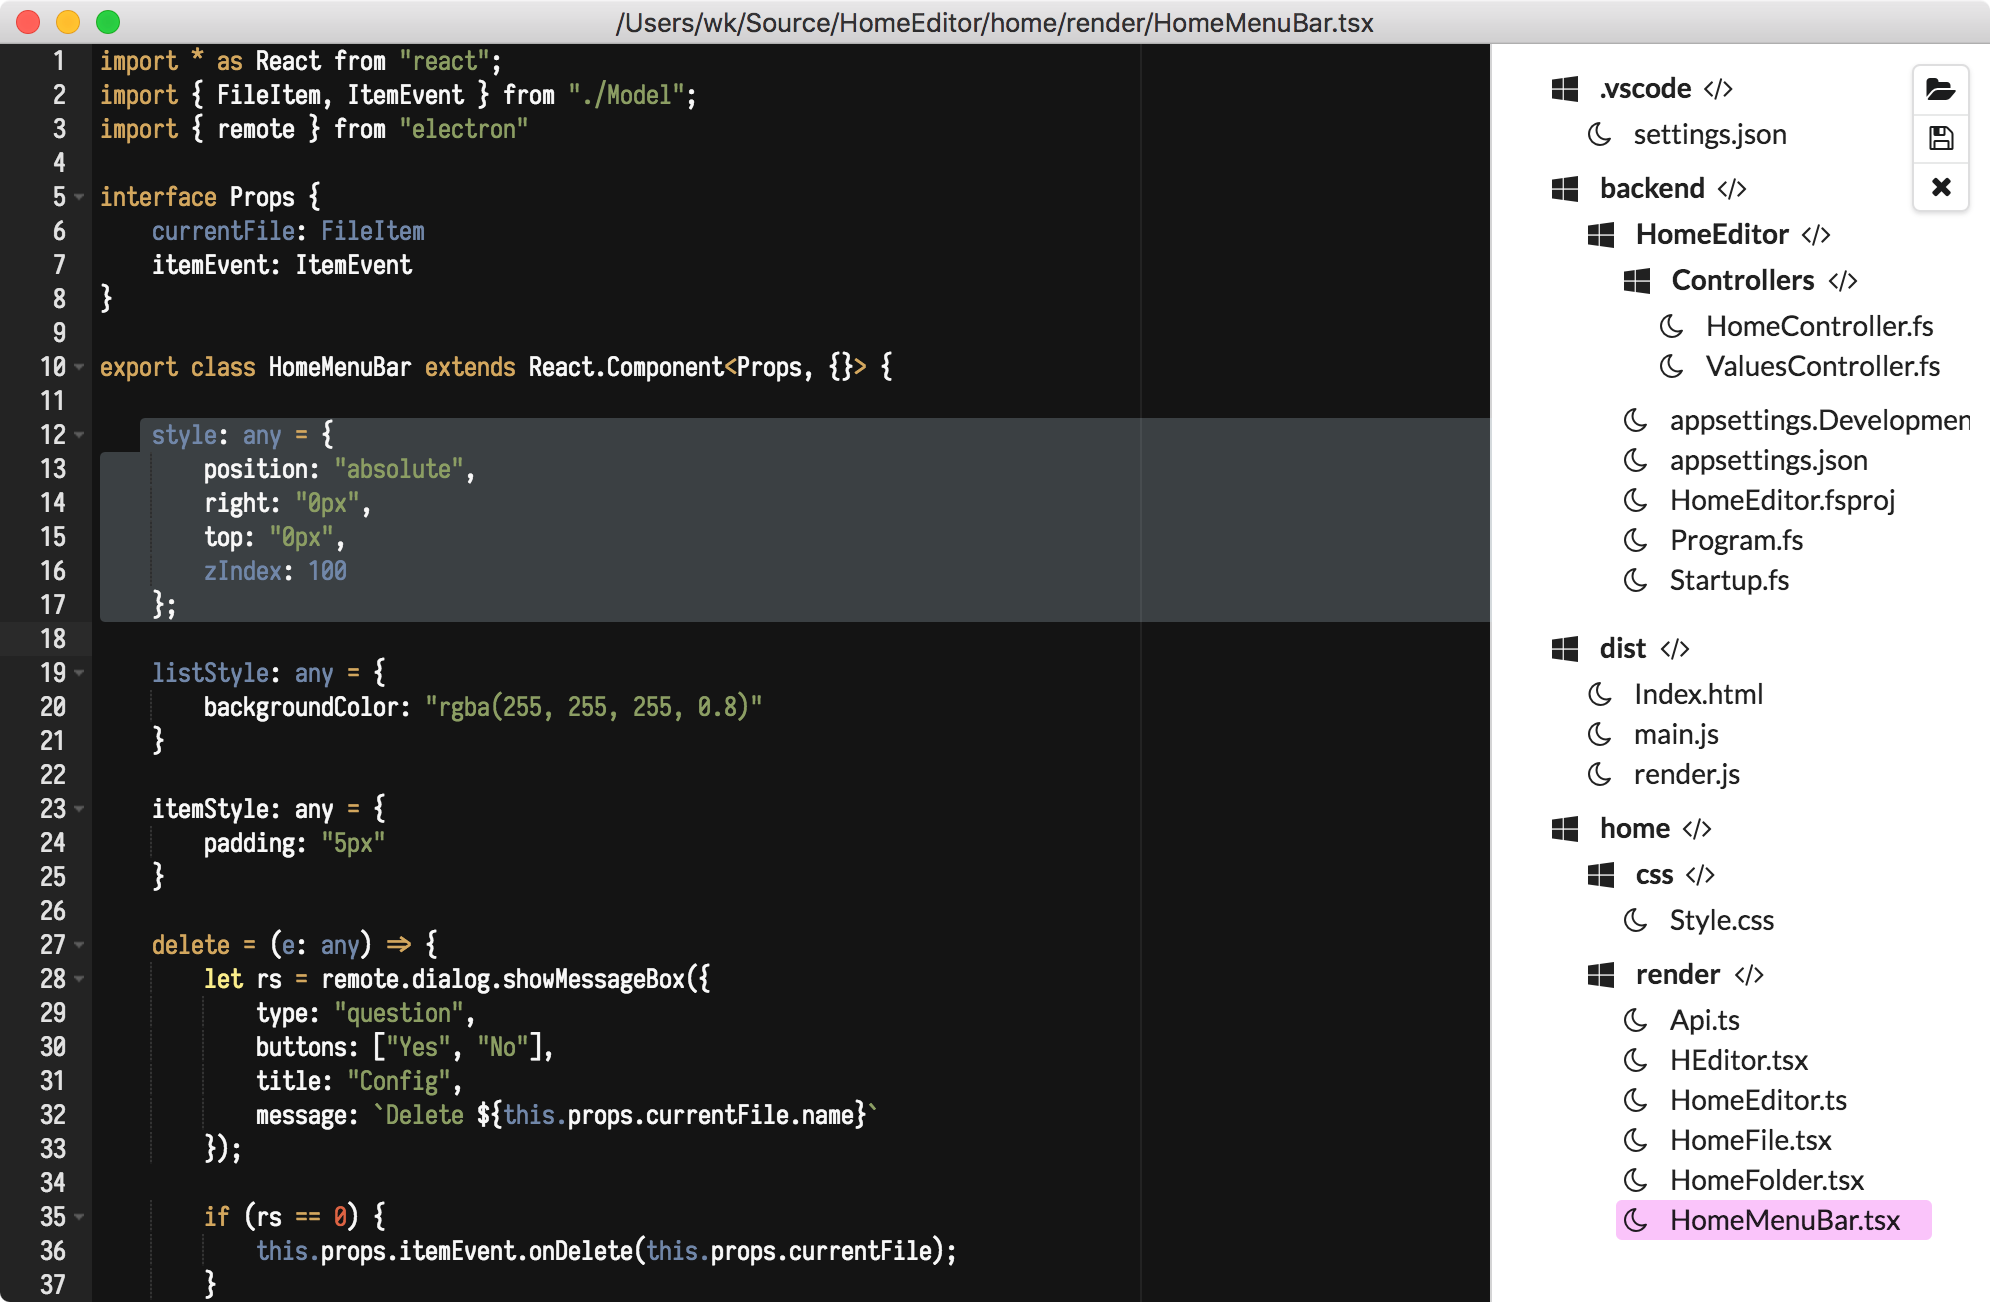 /Users/wk/Source/HomeEditor/home/render/HomeMenuBar.tsx
1 import * as React from "react";
2 import { FileItem, ItemEvent } from "./Model";
3 import { remote } from "electron"
4
5 interface Props {
6     currentFile: FileItem
7     itemEvent: ItemEvent
8 }
9
10 export class HomeMenuBar extends React.Component<Props, {}> {
11
12     style: any = {
13         position: "absolute",
14         right: "0px",
15         top: "0px",
16         zIndex: 100
17     };
18
19     listStyle: any = {
20         backgroundColor: "rgba(255, 255, 255, 0.8)"
21     }
22
23     itemStyle: any = {
24         padding: "5px"
25     }
26
27     delete = (e: any) => {
28         let rs = remote.dialog.showMessageBox({
29             type: "question",
30             buttons: ["Yes", "No"],
31             title: "Config",
32             message: `Delete ${this.props.currentFile.name}`
33         });
34
35         if (rs == 0) {
36             this.props.itemEvent.onDelete(this.props.currentFile);
37         }
.vscode </>
settings.json
backend </>
HomeEditor </>
Controllers </>
HomeController.fs
ValuesController.fs
appsettings.Developmen
appsettings.json
HomeEditor.fsproj
Program.fs
Startup.fs
dist </>
Index.html
main.js
render.js
home </>
css </>
Style.css
render </>
Api.ts
HEditor.tsx
HomeEditor.ts
HomeFile.tsx
HomeFolder.tsx
HomeMenuBar.tsx